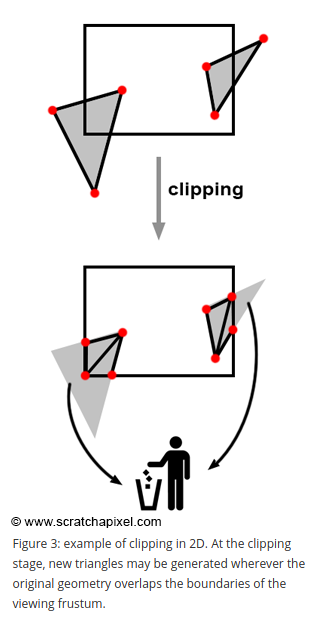 clipping
© www.scratchapixel.com
Figure 3: example of clipping in 2D. At the clipping
stage, new triangles may be generated wherever the
original geometry overlaps the boundaries of the
viewing frustum.